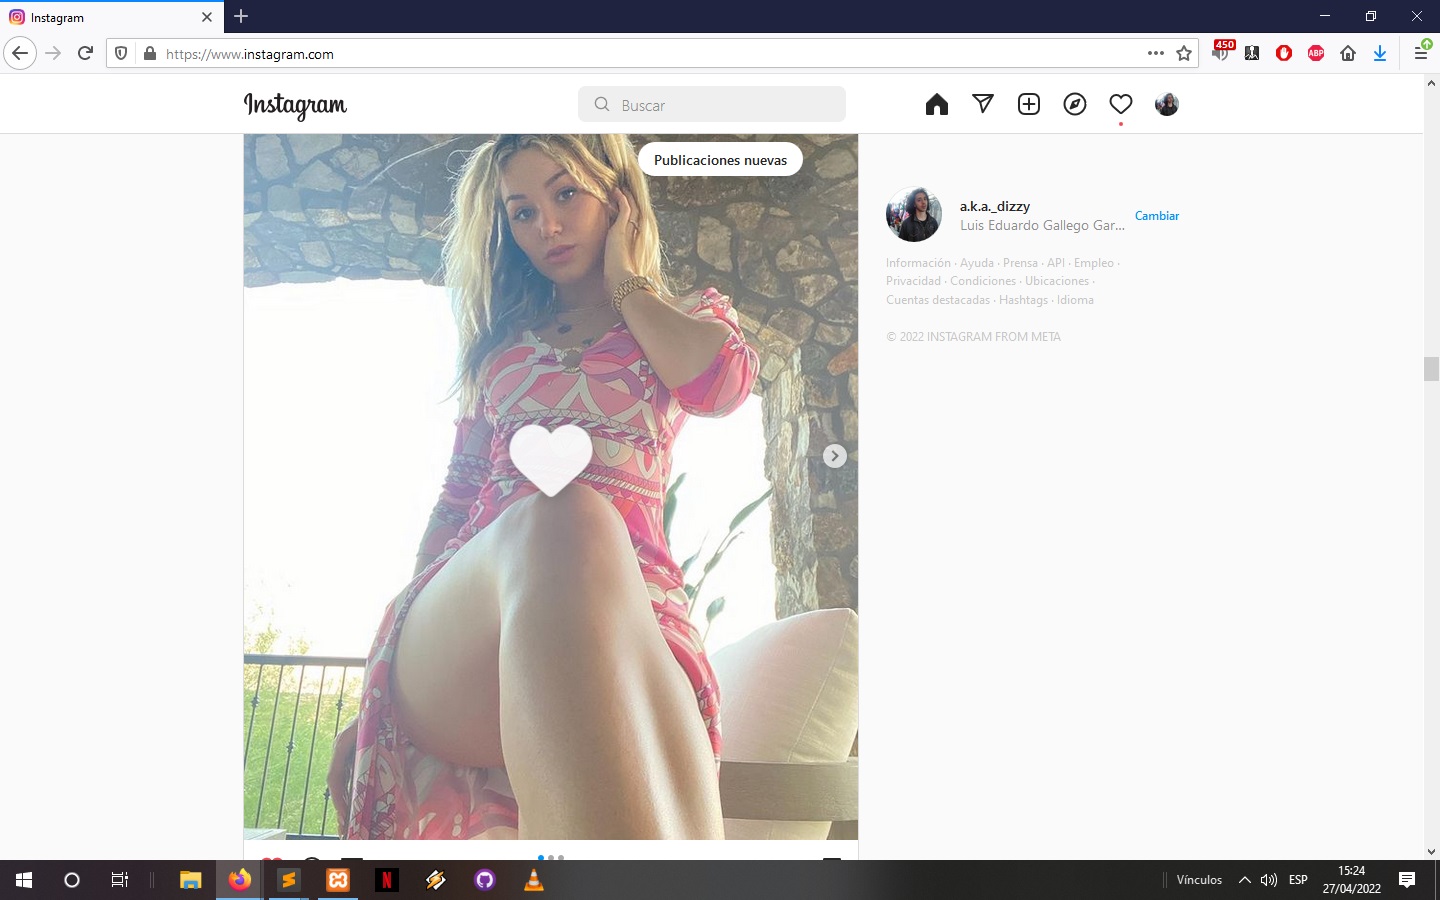 Instagram
https://www.instagram.com
450
ABP
Instagram
Buscar
Publicaciones nuevas
a.k.a._dizzy
Luis Eduardo Gallego Gar...
Cambiar
Información · Ayuda · Prensa · API · Empleo ·
Privacidad · Condiciones · Ubicaciones ·
Cuentas destacadas · Hashtags · Idioma
© 2022 INSTAGRAM FROM META
Vínculos
ESP
15:24
27/04/2022